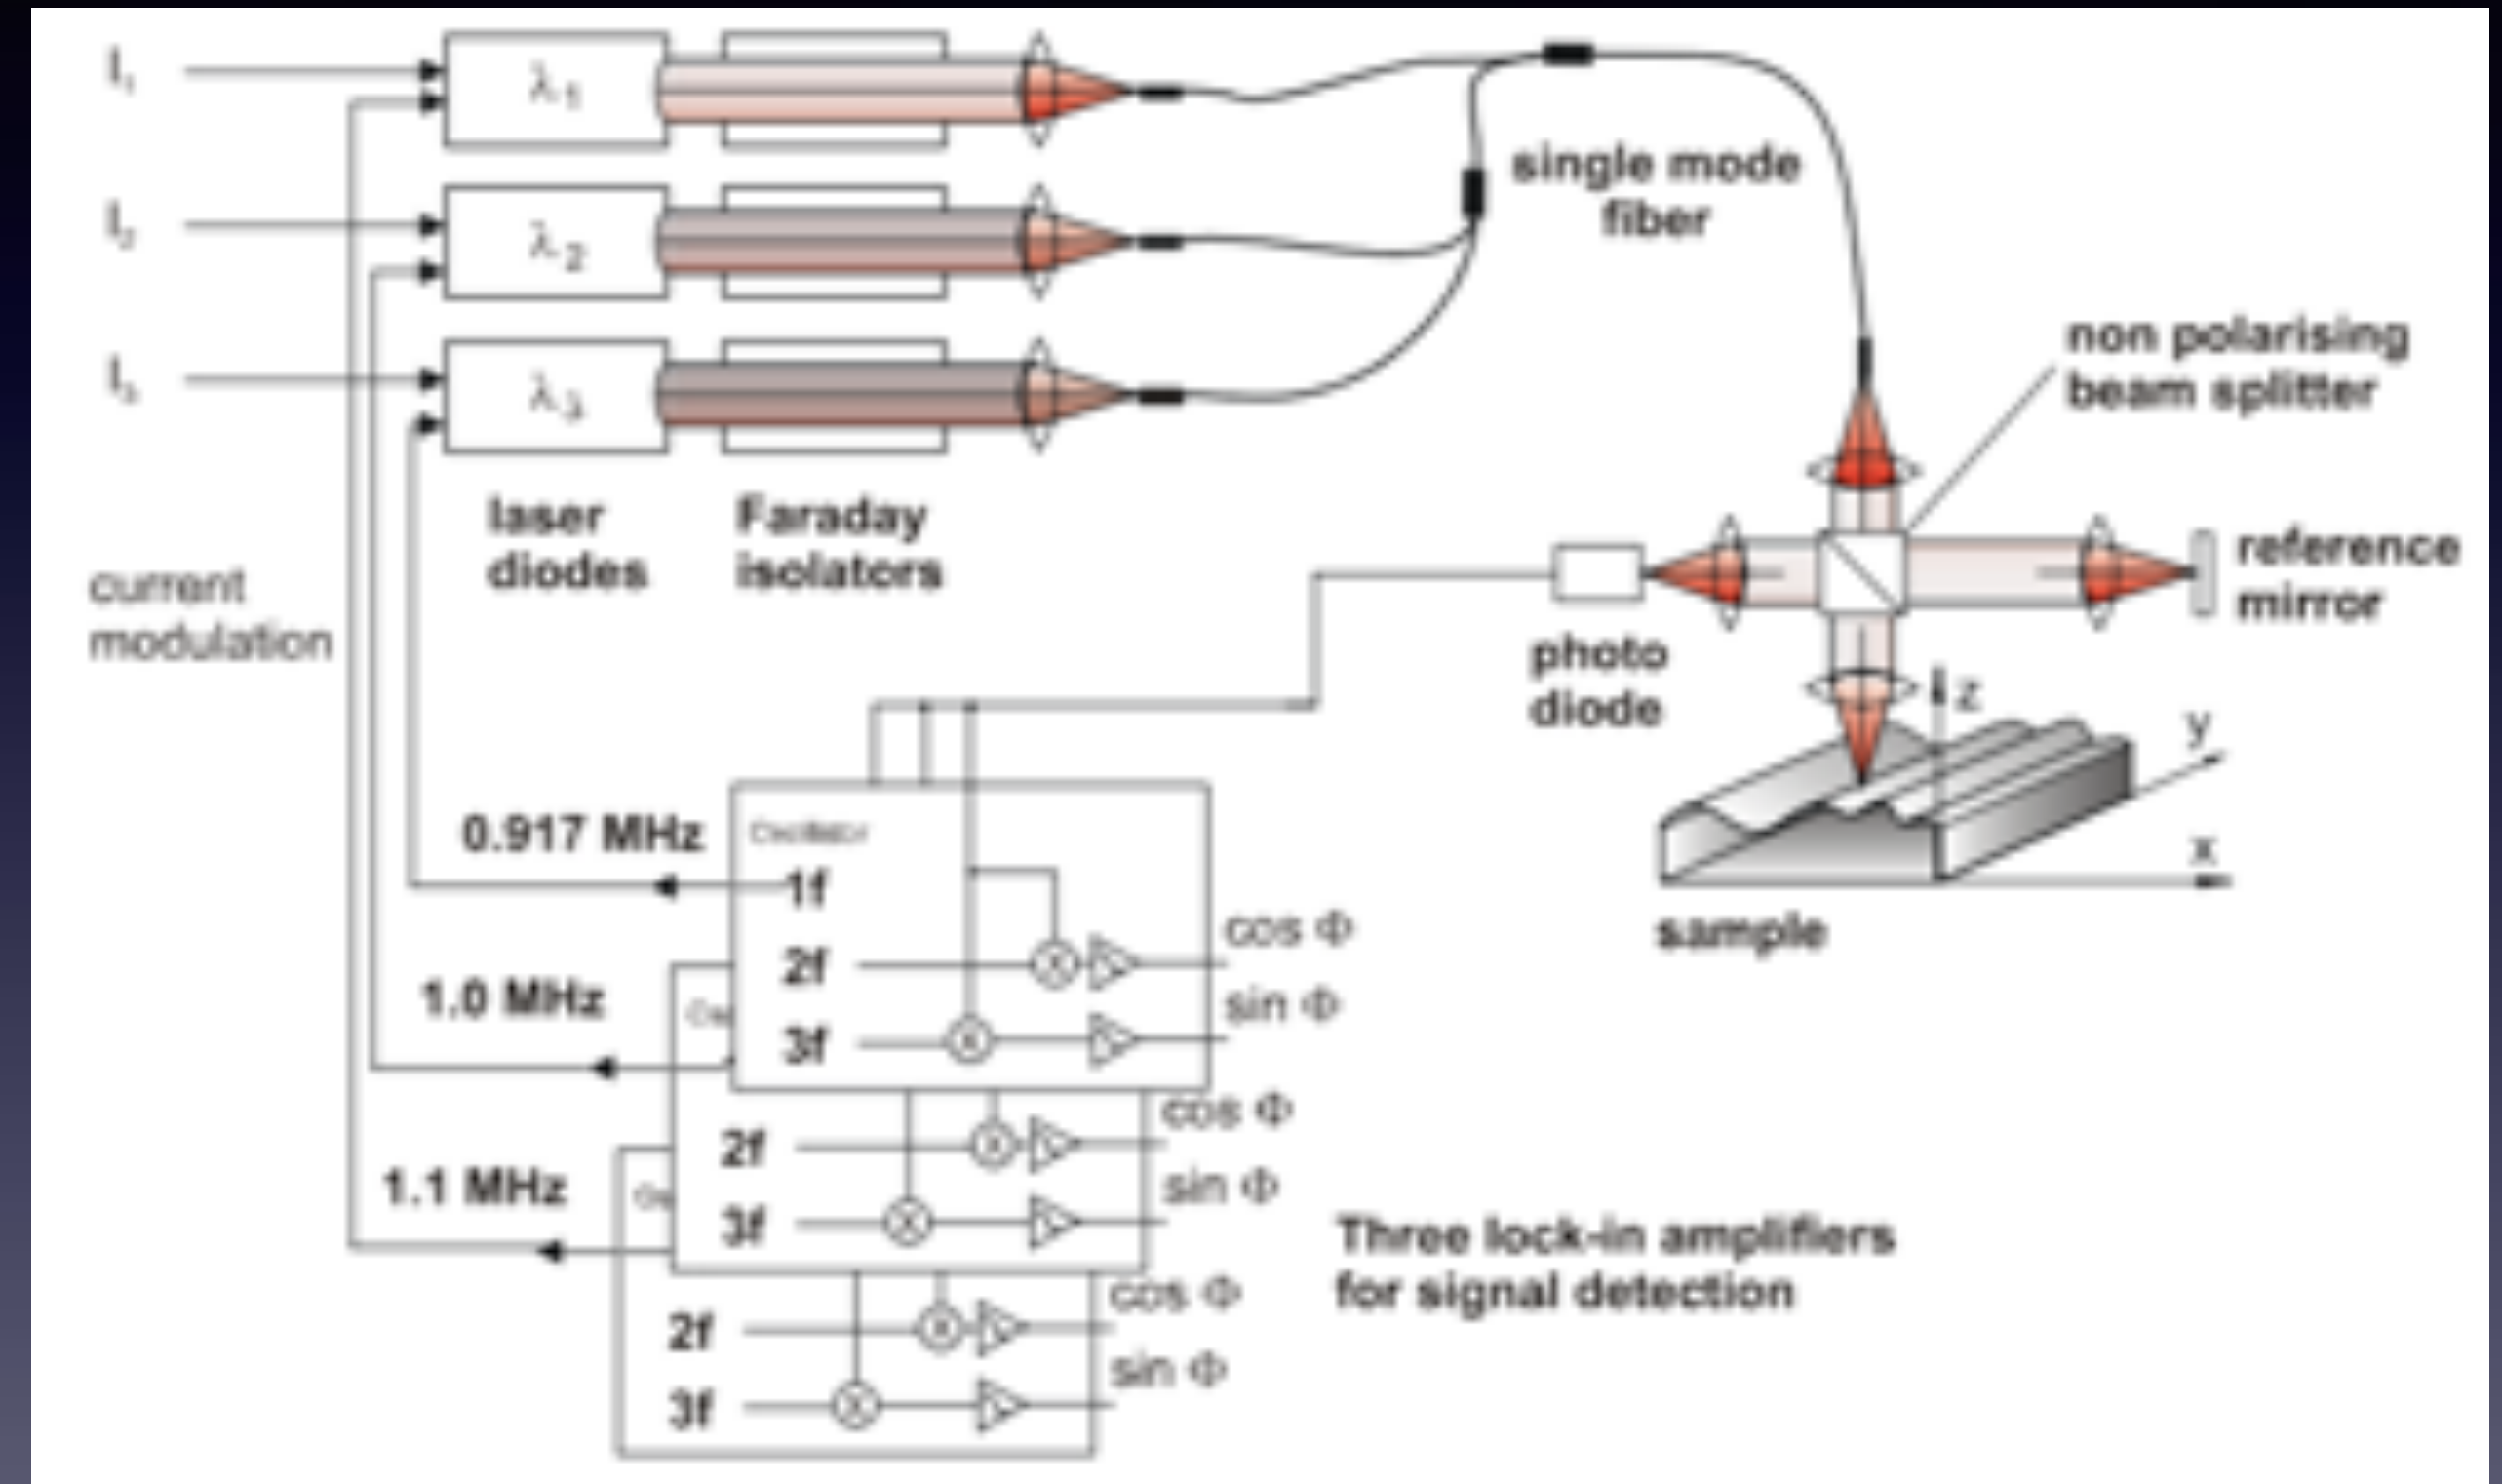 I₁
λ₁
I₂
λ₂
single mode
fiber
I₃
λ₃
non polarising
beam splitter
laser
diodes
Faraday
isolators
current
modulation
reference
mirror
photo
diode
z
y
x
sample
0.917 MHz
Oscillator
1f
2f
cos Φ
3f
sin Φ
1.0 MHz
2f
cos Φ
3f
sin Φ
1.1 MHz
2f
cos Φ
3f
sin Φ
Three lock-in amplifiers
for signal detection